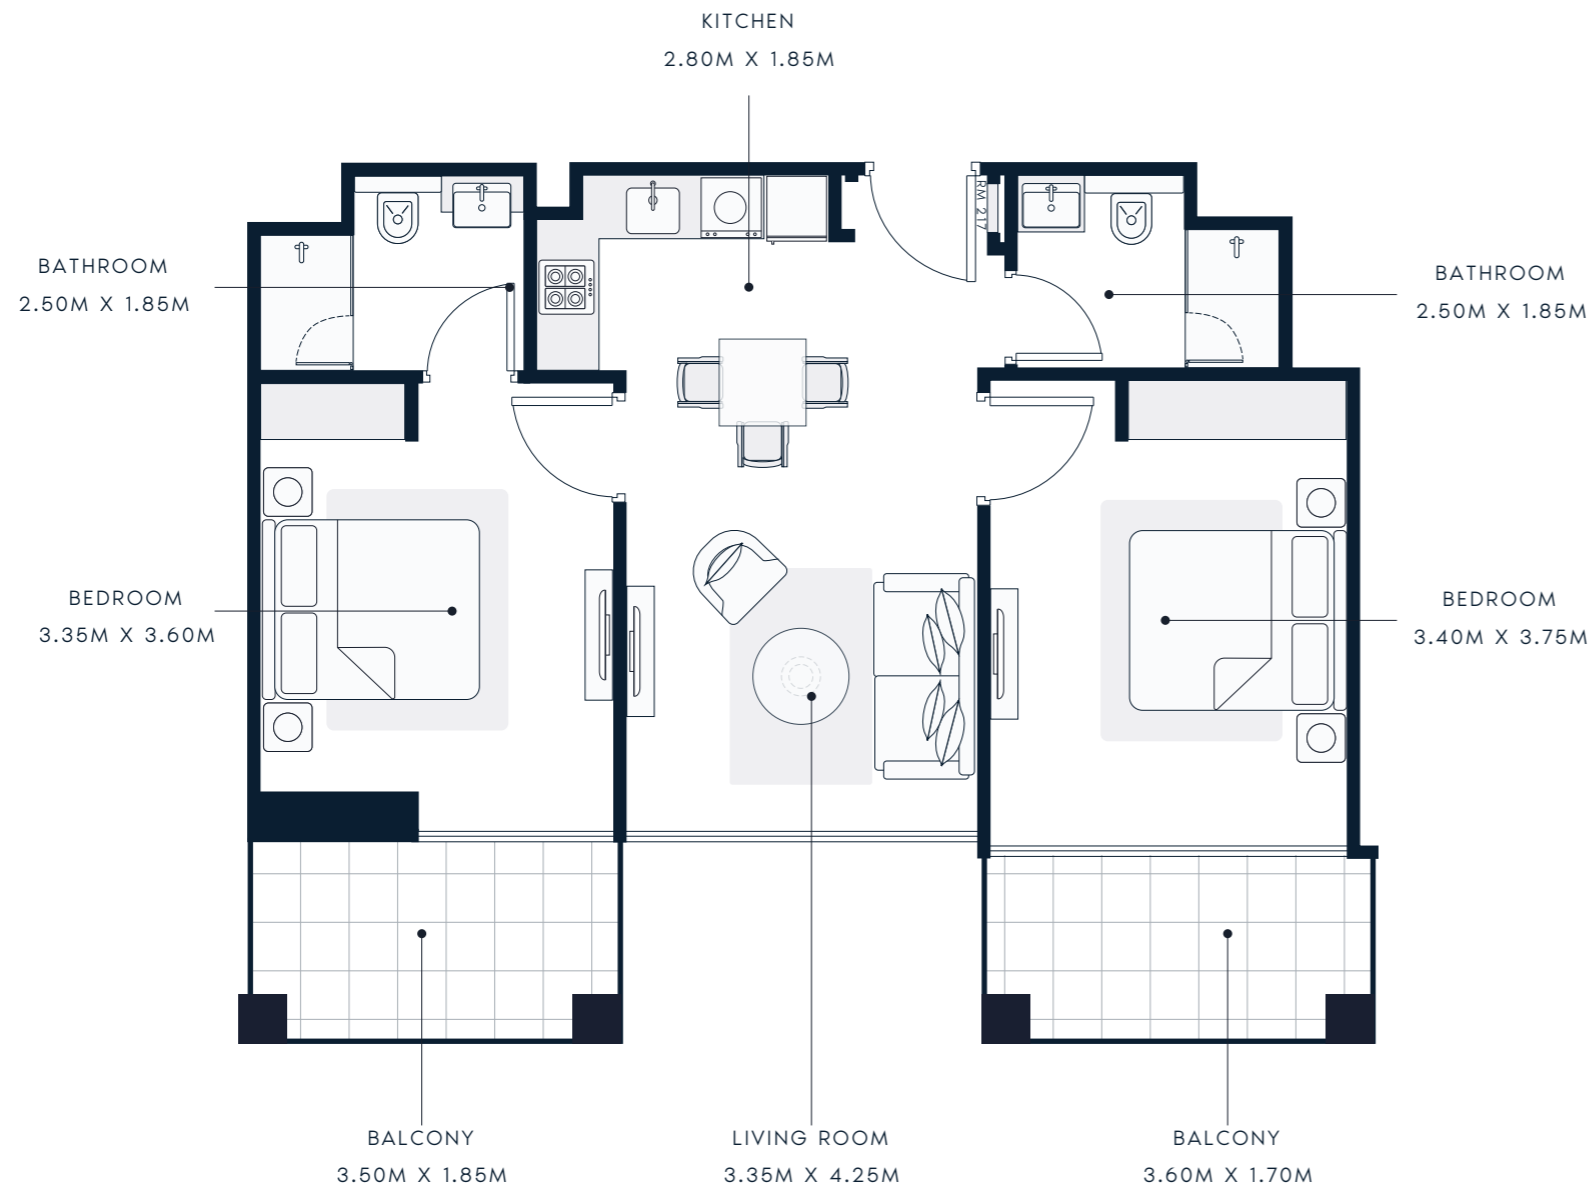 KITCHEN
2.80M X 1.85M
RM 217
BATHROOM
2.50M X 1.85M
BATHROOM
2.50M X 1.85M
BEDROOM
3.35M X 3.60M
BEDROOM
3.40M X 3.75M
BALCONY
3.50M X 1.85M
LIVING ROOM
3.35M X 4.25M
BALCONY
3.60M X 1.70M